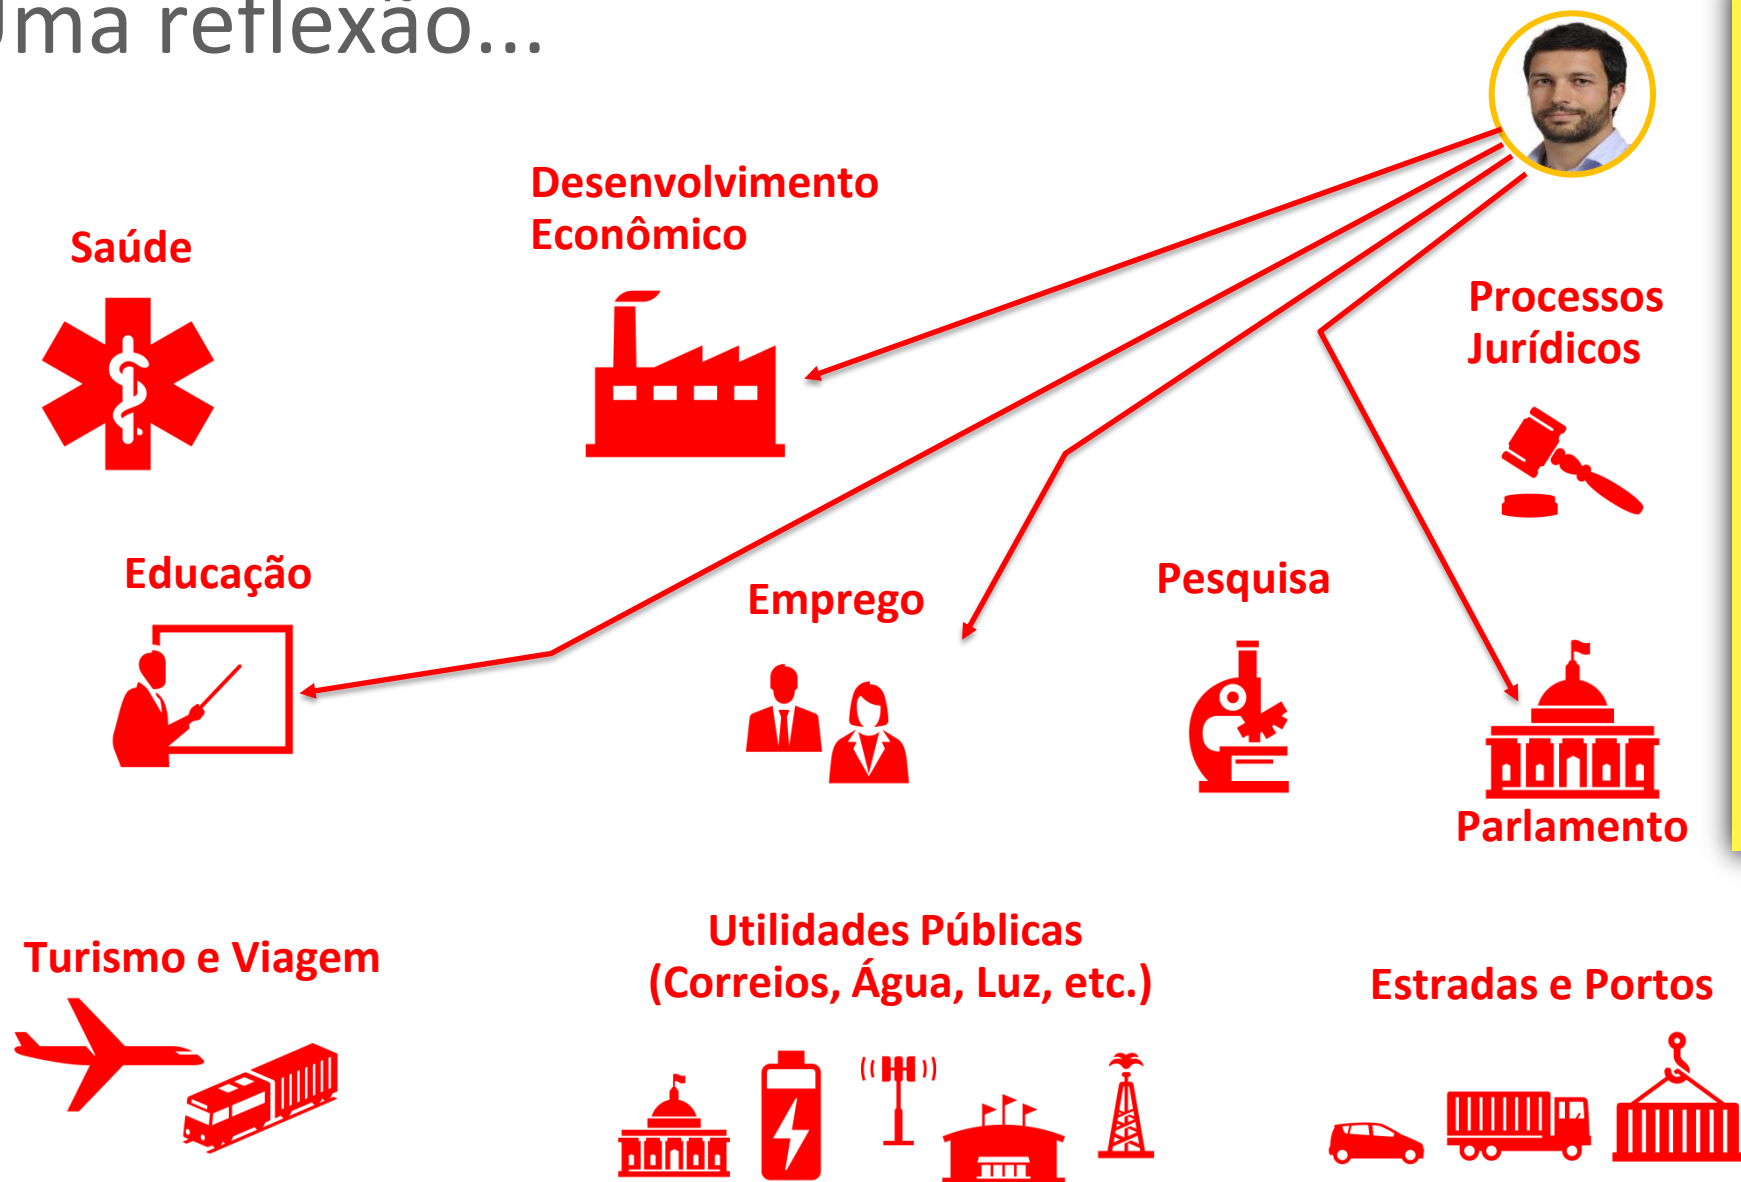 Uma reflexão...
Desenvolvimento
Econômico
Saúde
Processos
Jurídicos
Educação
Emprego
Pesquisa
Parlamento
Turismo e Viagem
Utilidades Públicas
(Correios, Água, Luz, etc.)
Estradas e Portos